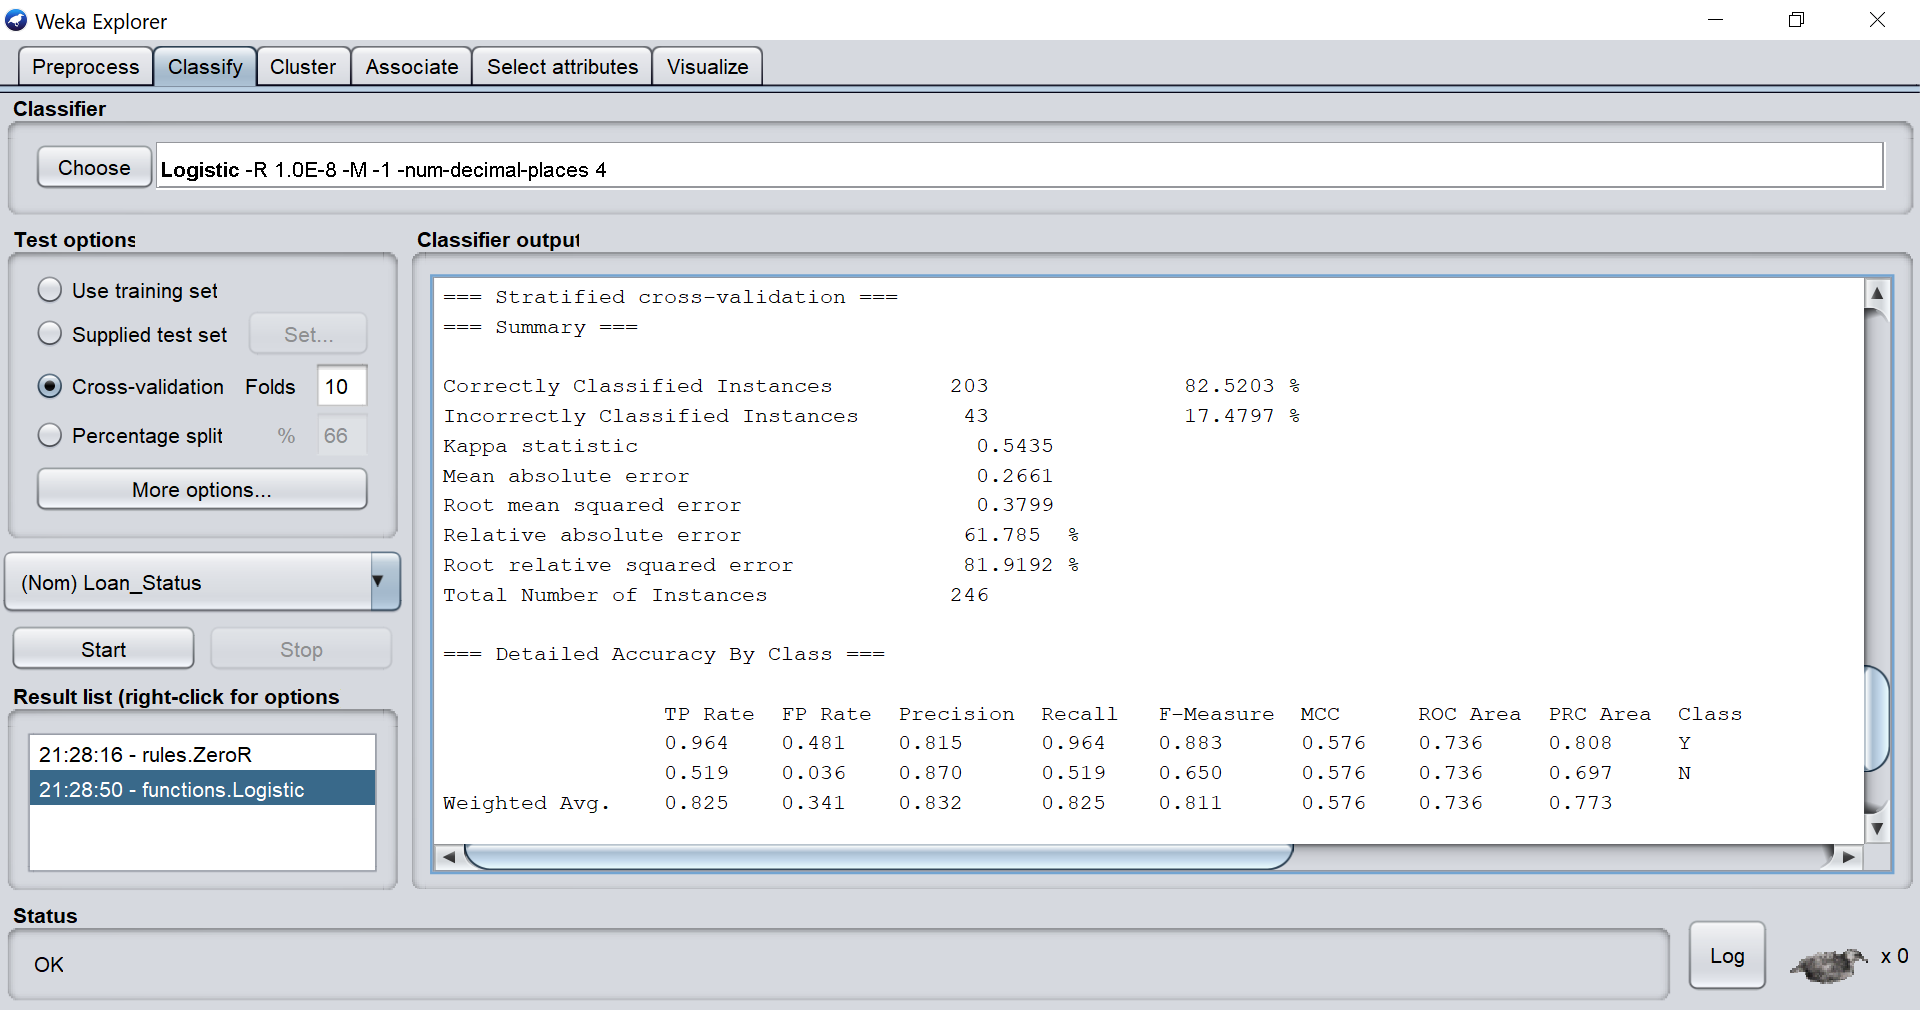 Weka Explorer
Preprocess Classify Cluster Associate Select attributes Visualize
Classifier
Choose Logistic -R 1.0E-8 -M -1 -num-decimal-places 4
Test options
Use training set
Supplied test set Set...
Cross-validation Folds 10
Percentage split % 66
More options...
(Nom) Loan_Status
Start Stop
Result list (right-click for options
21:28:16 - rules.ZeroR
21:28:50 - functions.Logistic
Classifier output
=== Stratified cross-validation ===
=== Summary ===
Correctly Classified Instances 203 82.5203 %
Incorrectly Classified Instances 43 17.4797 %
Kappa statistic 0.5435
Mean absolute error 0.2661
Root mean squared error 0.3799
Relative absolute error 61.785 %
Root relative squared error 81.9192 %
Total Number of Instances 246
=== Detailed Accuracy By Class ===
TP Rate FP Rate Precision Recall F-Measure MCC ROC Area PRC Area Class
0.964 0.481 0.815 0.964 0.883 0.576 0.736 0.808 Y
0.519 0.036 0.870 0.519 0.650 0.576 0.736 0.697 N
Weighted Avg. 0.825 0.341 0.832 0.825 0.811 0.576 0.736 0.773
Status
OK
Log x 0